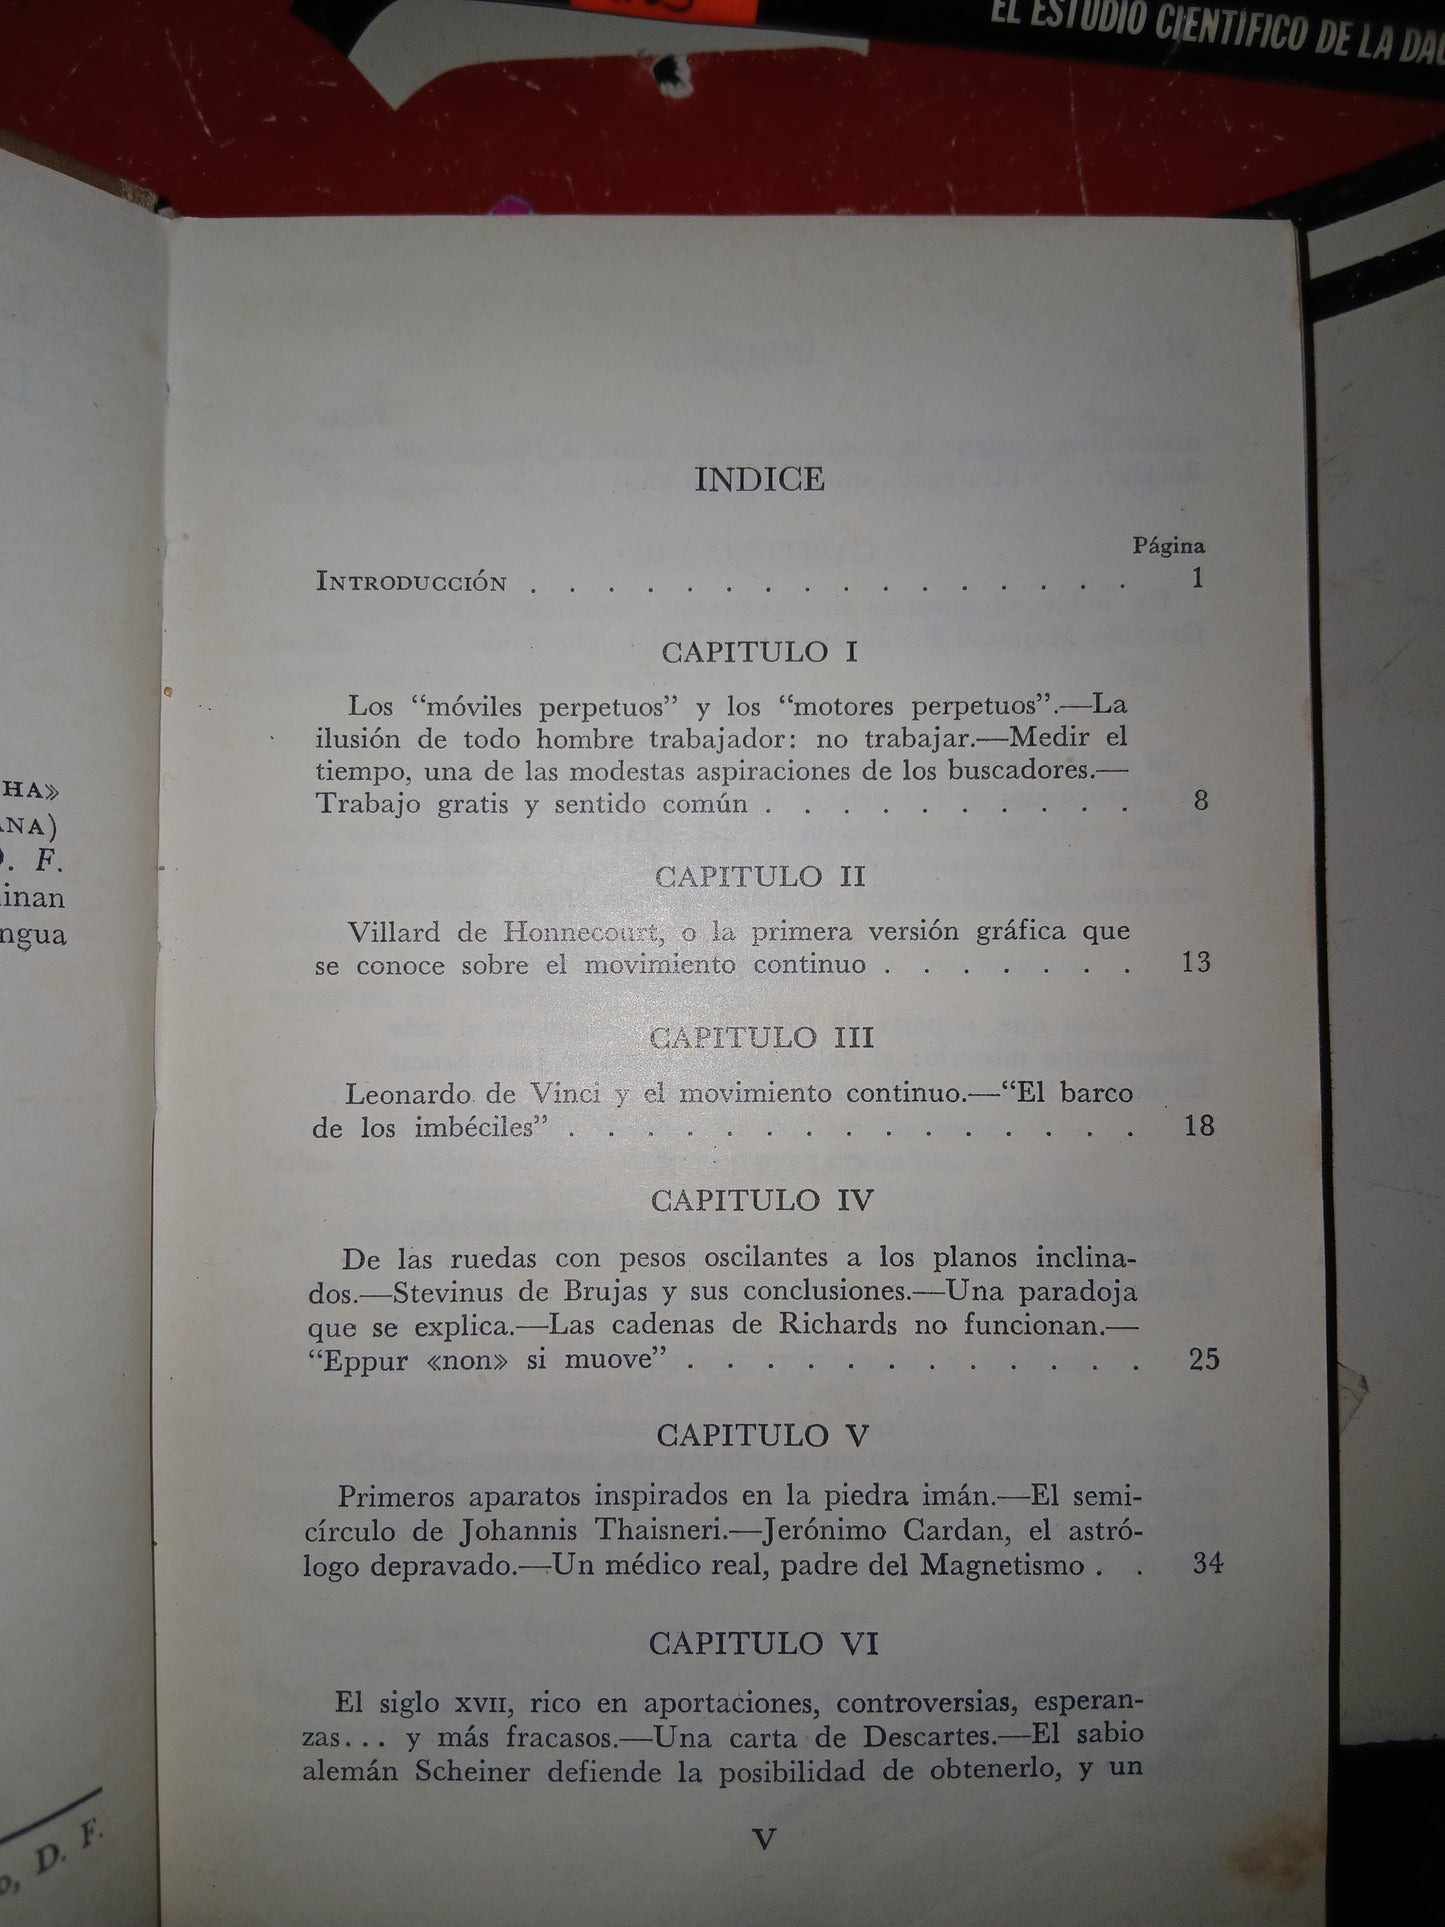 EL ESTUDIO CIENTÍFICO DE LA
HA»
ANA)
D. F.
inan
ngua
D. F.
INDICE
Página
INTRODUCCIÓN . . . . . . . . . . . . . . . . 1
CAPITULO I
Los “móviles perpetuos” y los “motores perpetuos”.—La
ilusión de todo hombre trabajador: no trabajar.—Medir el
tiempo, una de las modestas aspiraciones de los buscadores.—
Trabajo gratis y sentido común . . . . . . . . . . 8
CAPITULO II
Villard de Honnecourt, o la primera versión gráfica que
se conoce sobre el movimiento continuo . . . . . . . 13
CAPITULO III
Leonardo de Vinci y el movimiento continuo.—“El barco
de los imbéciles” . . . . . . . . . . . . . . . 18
CAPITULO IV
De las ruedas con pesos oscilantes a los planos inclina-
dos.—Stevinus de Brujas y sus conclusiones.—Una paradoja
que se explica.—Las cadenas de Richards no funcionan.—
“Eppur «non» si muove” . . . . . . . . . . . . 25
CAPITULO V
Primeros aparatos inspirados en la piedra imán.—El semi-
círculo de Johannis Thaisneri.—Jerónimo Cardan, el astró-
logo depravado.—Un médico real, padre del Magnetismo . . 34
CAPITULO VI
El siglo XVII, rico en aportaciones, controversias, esperan-
zas... y más fracasos.—Una carta de Descartes.—El sabio
alemán Scheiner defiende la posibilidad de obtenerlo, y un
V